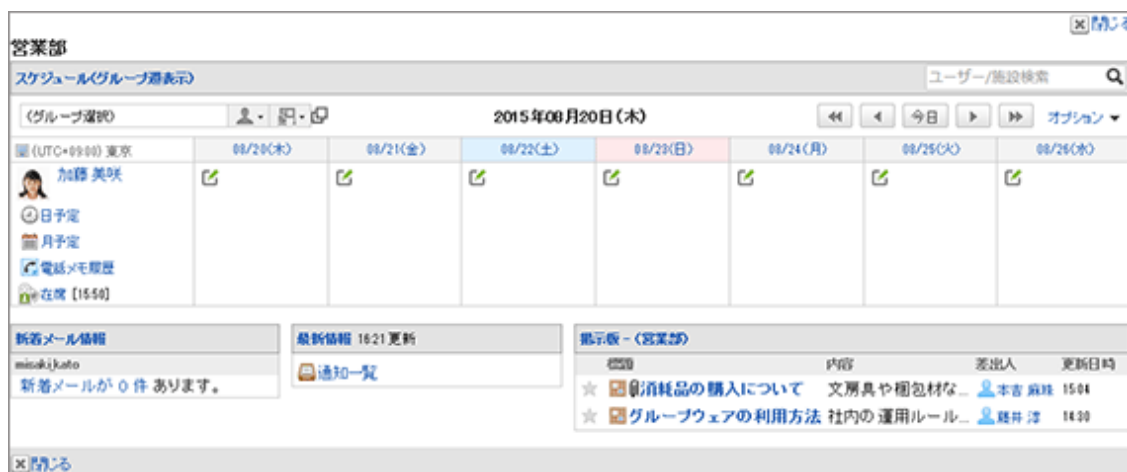 閉じる
営業部
スケジュール(グループ週表示)
ユーザー/施設検索
(グループ選択)
2015年08月20日(木)
今日
オプション
(UTC+09:00) 東京
08/20(木)
08/21(金)
08/22(土)
08/23(日)
08/24(月)
08/25(火)
08/26(水)
加藤 美咲
日予定
月予定
電話メモ履歴
在席 [15:50]
新着メール情報
misaki_kato
新着メールが 0 件 あります。
最新情報 16:21 更新
通知一覧
掲示板 - (営業部)
標題 内容 差出人 更新日時
消耗品の購入について 文房具や梱包材な... 本吉 麻椎 15:04
グループウェアの利用方法 社内の運用ルール... 藤井 淳 14:30
閉じる